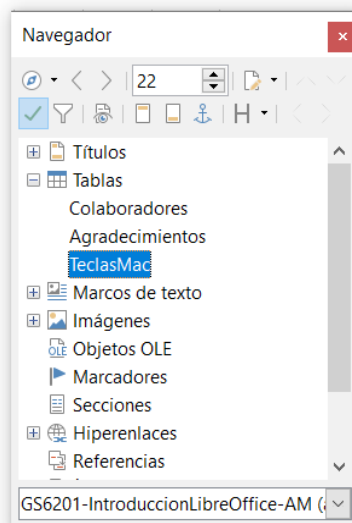 Navegador
22
Títulos
Tablas
Colaboradores
Agradecimientos
TeclasMac
Marcos de texto
Imágenes
Objetos OLE
Marcadores
Secciones
Hiperenlaces
Referencias
GS6201-IntroduccionLibreOffice-AM